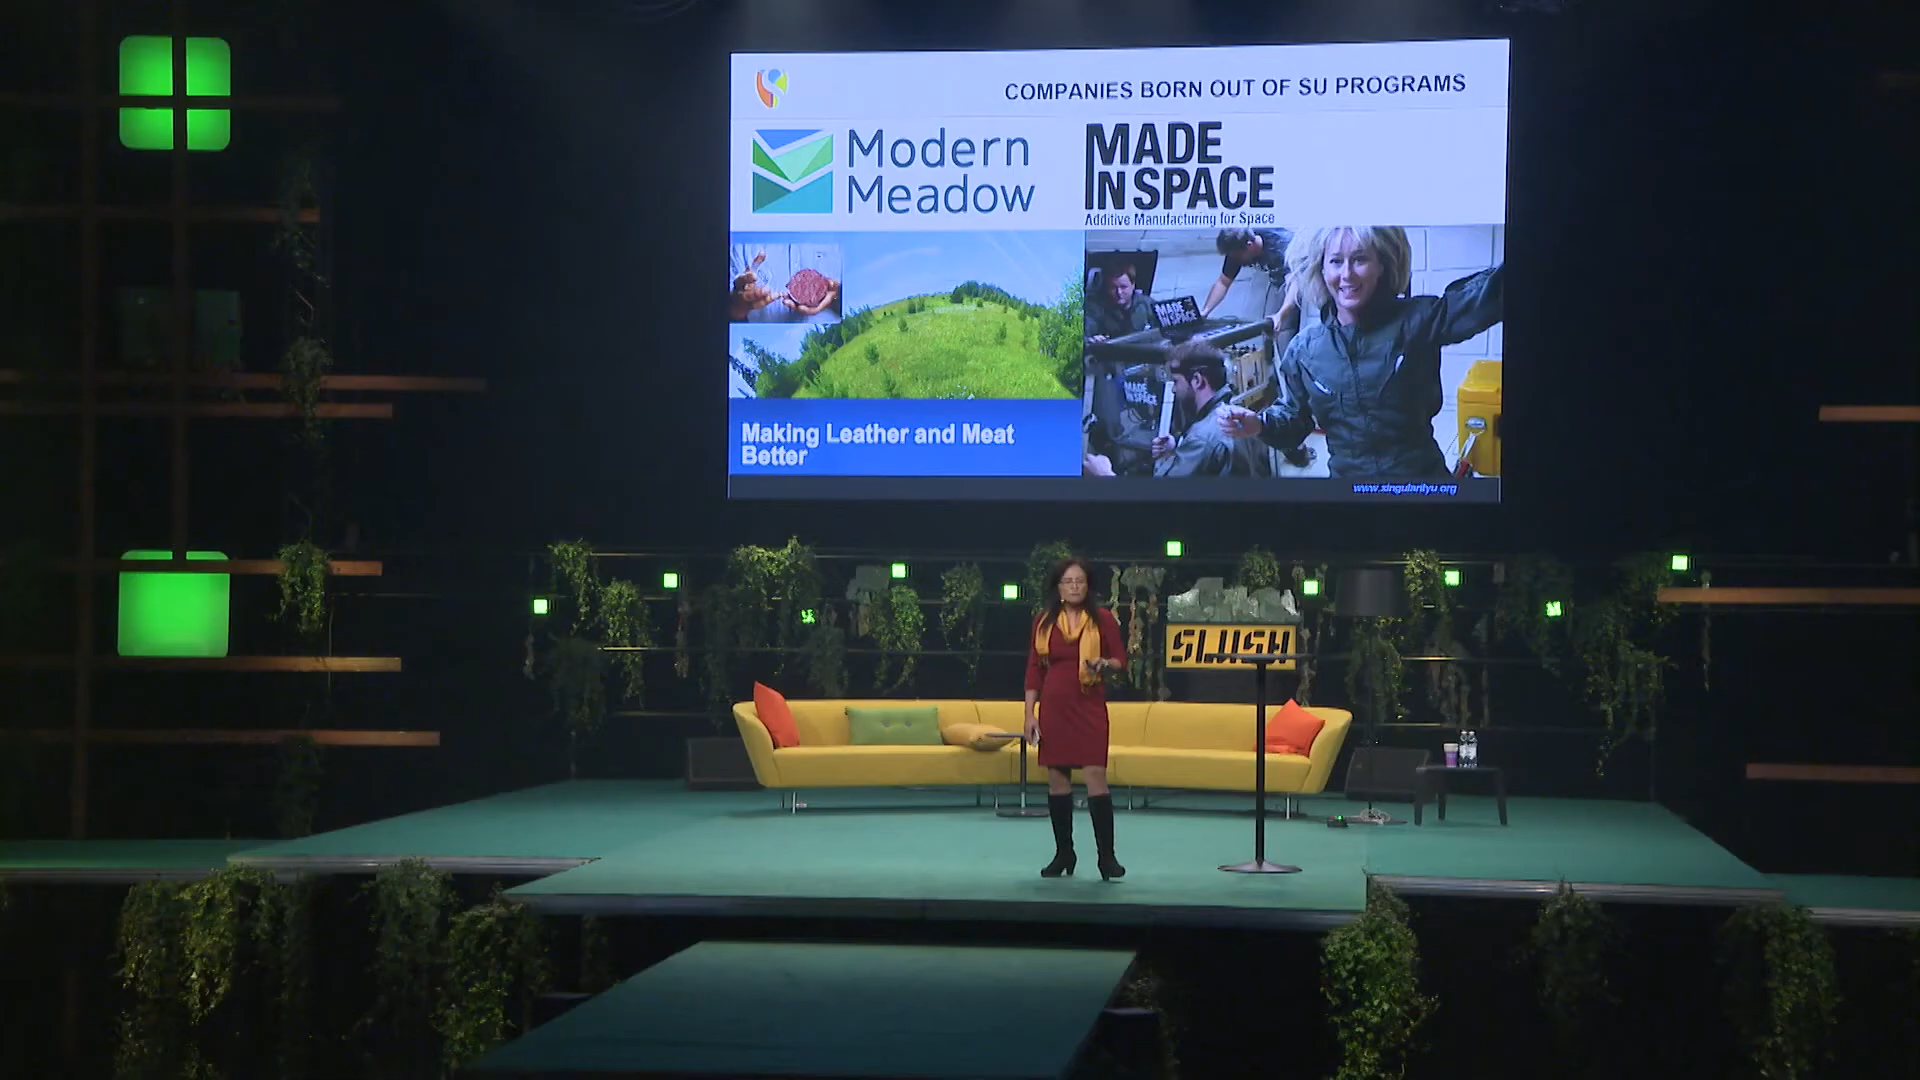 COMPANIES BORN OUT OF SU PROGRAMS
Modern
Meadow
MADE
IN SPACE
Additive Manufacturing for Space
MADE
IN SPACE
MADE
IN SPACE
Making Leather and Meat
Better
www.singularityu.org
SLUSH